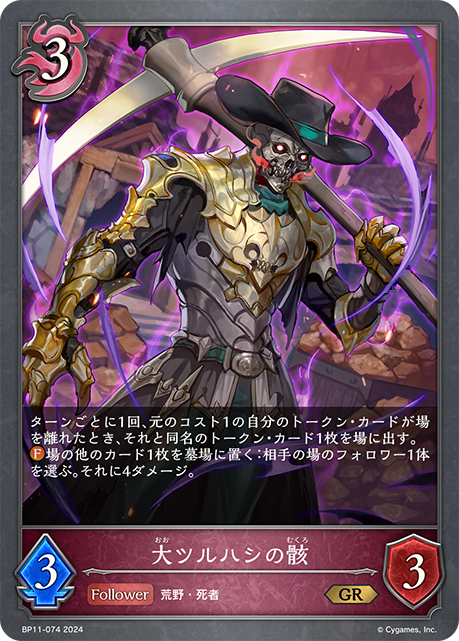 3
ターンごとに1回、元のコスト1の自分のトークン・カードが場
を離れたとき、それと同名のトークン・カード1枚を場に出す。
F 場の他のカード1枚を墓場に置く：相手の場のフォロワー1体
を選ぶ。それに4ダメージ。
おお むくろ
大ツルハシの骸
3 Follower 荒野・死者 GR 3
BP11-074 2024 © Cygames, Inc.